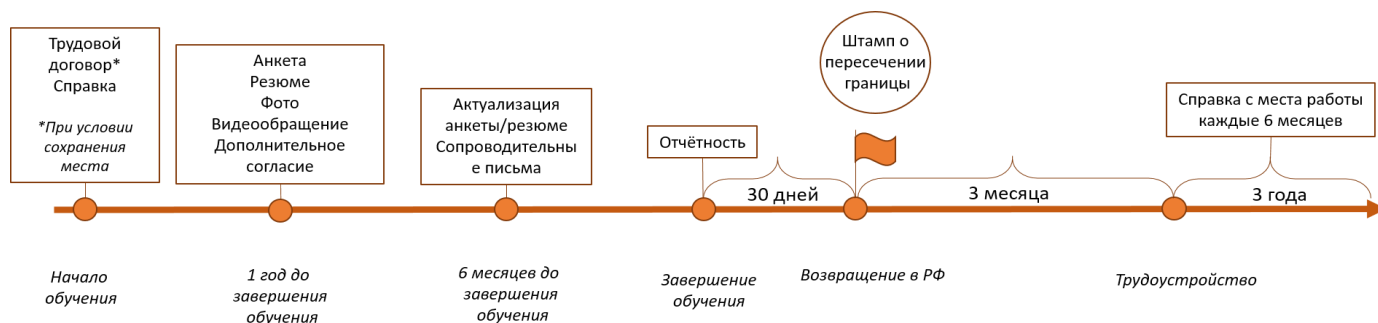 Трудовой
договор*
Справка
*При условии
сохранения
места
Анкета
Резюме
Фото
Видеообращение
Дополнительное
согласие
Актуализация
анкеты/резюме
Сопроводительны
е письма
Отчётность
Штамп о
пересечении
границы
Справка с места работы
каждые 6 месяцев
30 дней
3 месяца
3 года
Начало
обучения
1 год до
завершения
обучения
6 месяцев до
завершения
обучения
Завершение
обучения
Возвращение в РФ
Трудоустройство